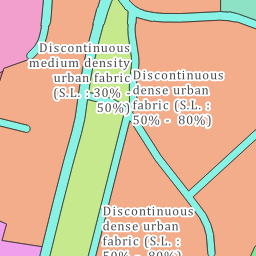 Discontinuous
medium density
urban fabric
(S.L. : 30% -
50%)
Discontinuous
dense urban
fabric (S.L. :
50% -  80%)
Discontinuous
dense urban
fabric (S.L. :
50% -  80%)